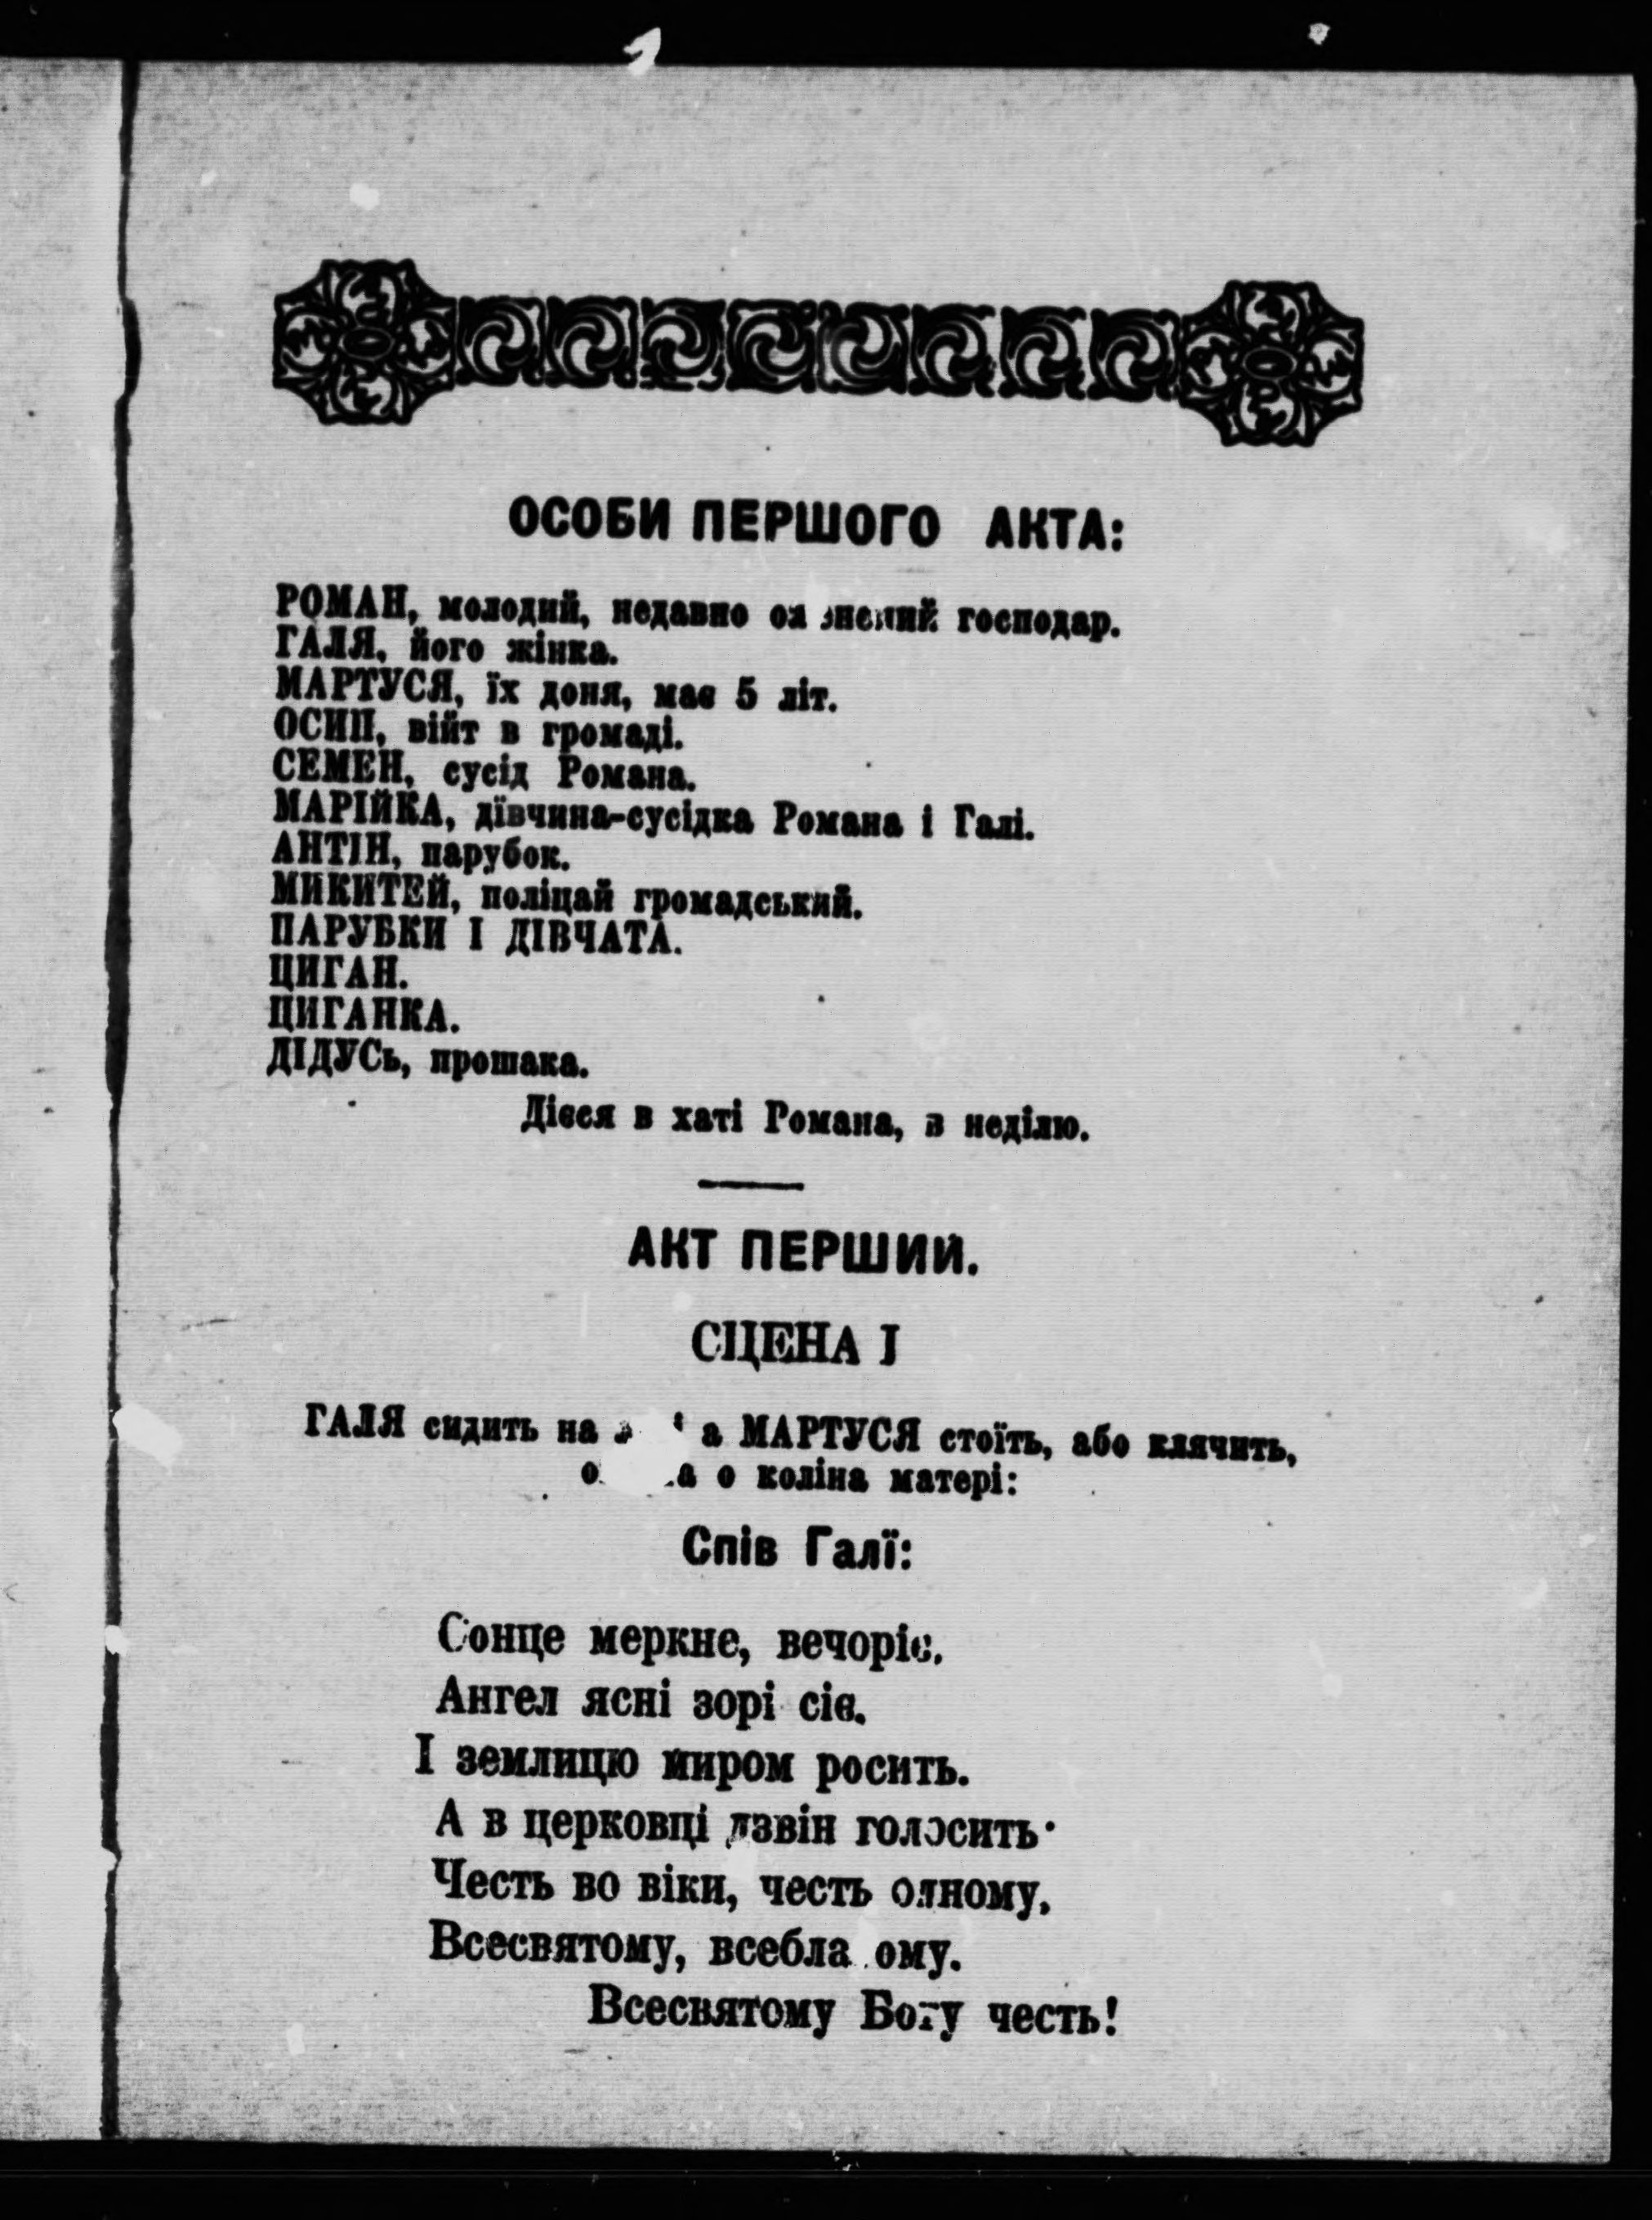 ОСОБИ ПЕРШОГО АКТА:
РОМАН, молодий, недавно господар.
ГАЛЯ, його жінка.
МАРТУСЯ, їх доня, має 5 літ.
ОСИП, війт в громаді.
СЕМЕН, сусід Романа.
МАРІЙКА, дївчина-сусідка Романа і Галі.
АНТІН, парубок.
МИКИТЕЙ, поліцай громадський.
ПАРУБКИ І ДІВЧАТА.
ЦИГАН.
ЦИГАНКА.
ДІДУСЬ, прошака.
Дієся в хаті Романа, в неділю.
АКТ ПЕРШИЙ.
СЦЕНА I
ГАЛЯ сидить на а МАРТУСЯ стоїть, або клячить,
о коліна матері:
Спів Галї:
Сонце меркне, вечоріє.
Ангел ясні зорі сіє.
І землицю миром росить.
А в церковці дзвін голосить·
Честь во віки, честь одному,
Всесвятому,
Всесвятому Богу честь!